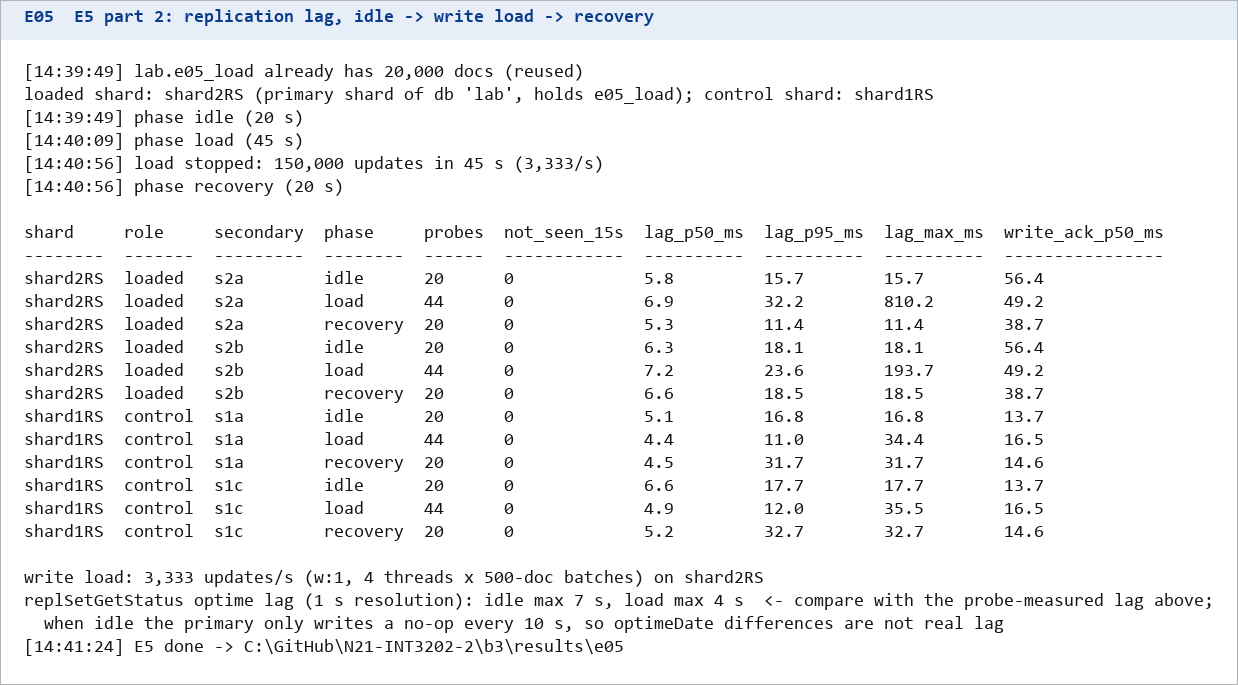 E05  E5 part 2: replication lag, idle -> write load -> recovery
[14:39:49] lab.e05_load already has 20,000 docs (reused)
loaded shard: shard2RS (primary shard of db 'lab', holds e05_load); control shard: shard1RS
[14:39:49] phase idle (20 s)
[14:40:09] phase load (45 s)
[14:40:56] load stopped: 150,000 updates in 45 s (3,333/s)
[14:40:56] phase recovery (20 s)
shard     role     secondary  phase     probes  not_seen_15s  lag_p50_ms  lag_p95_ms  lag_max_ms  write_ack_p50_ms
--------  -------  ---------  --------  ------  ------------  ----------  ----------  ----------  ----------------
shard2RS  loaded   s2a        idle      20      0             5.8         15.7        15.7        56.4
shard2RS  loaded   s2a        load      44      0             6.9         32.2        810.2       49.2
shard2RS  loaded   s2a        recovery  20      0             5.3         11.4        11.4        38.7
shard2RS  loaded   s2b        idle      20      0             6.3         18.1        18.1        56.4
shard2RS  loaded   s2b        load      44      0             7.2         23.6        193.7       49.2
shard2RS  loaded   s2b        recovery  20      0             6.6         18.5        18.5        38.7
shard1RS  control  s1a        idle      20      0             5.1         16.8        16.8        13.7
shard1RS  control  s1a        load      44      0             4.4         11.0        34.4        16.5
shard1RS  control  s1a        recovery  20      0             4.5         31.7        31.7        14.6
shard1RS  control  s1c        idle      20      0             6.6         17.7        17.7        13.7
shard1RS  control  s1c        load      44      0             4.9         12.0        35.5        16.5
shard1RS  control  s1c        recovery  20      0             5.2         32.7        32.7        14.6
write load: 3,333 updates/s (w:1, 4 threads x 500-doc batches) on shard2RS
replSetGetStatus optime lag (1 s resolution): idle max 7 s, load max 4 s  <- compare with the probe-measured lag above;
  when idle the primary only writes a no-op every 10 s, so optimeDate differences are not real lag
[14:41:24] E5 done -> C:\GitHub\N21-INT3202-2\b3\results\e05